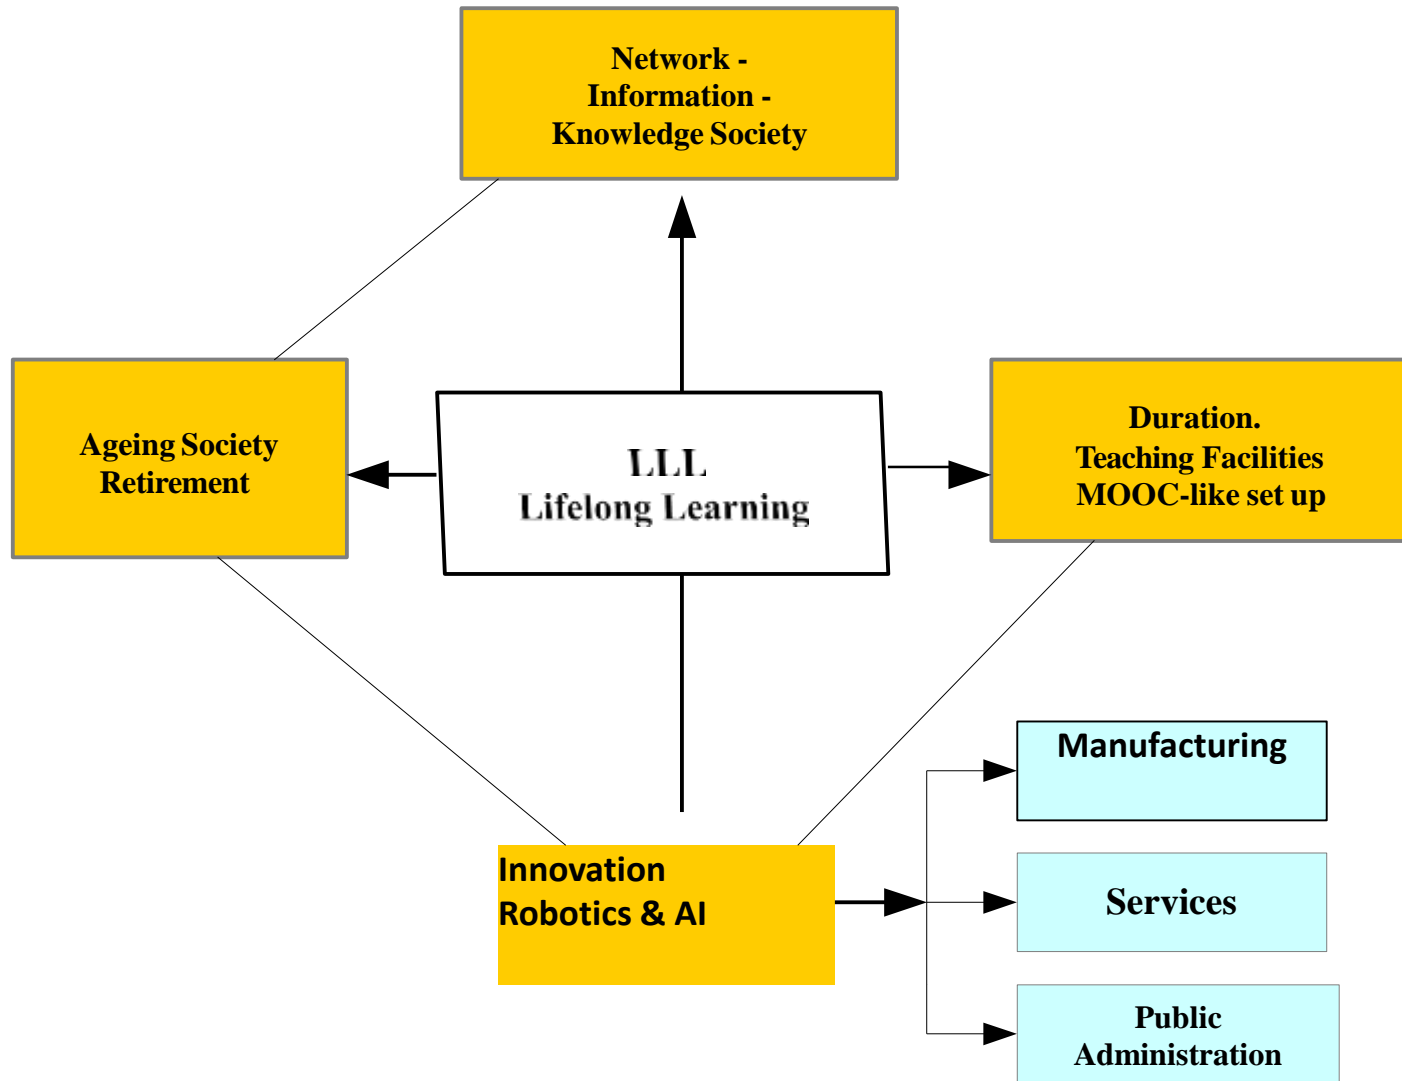 Network -
Information -
Knowledge Society
Ageing Society
Retirement
LLL
Lifelong Learning
Duration.
Teaching Facilities
MOOC-like set up
Manufacturing
Innovation
Robotics & AI
Services
Public
Administration